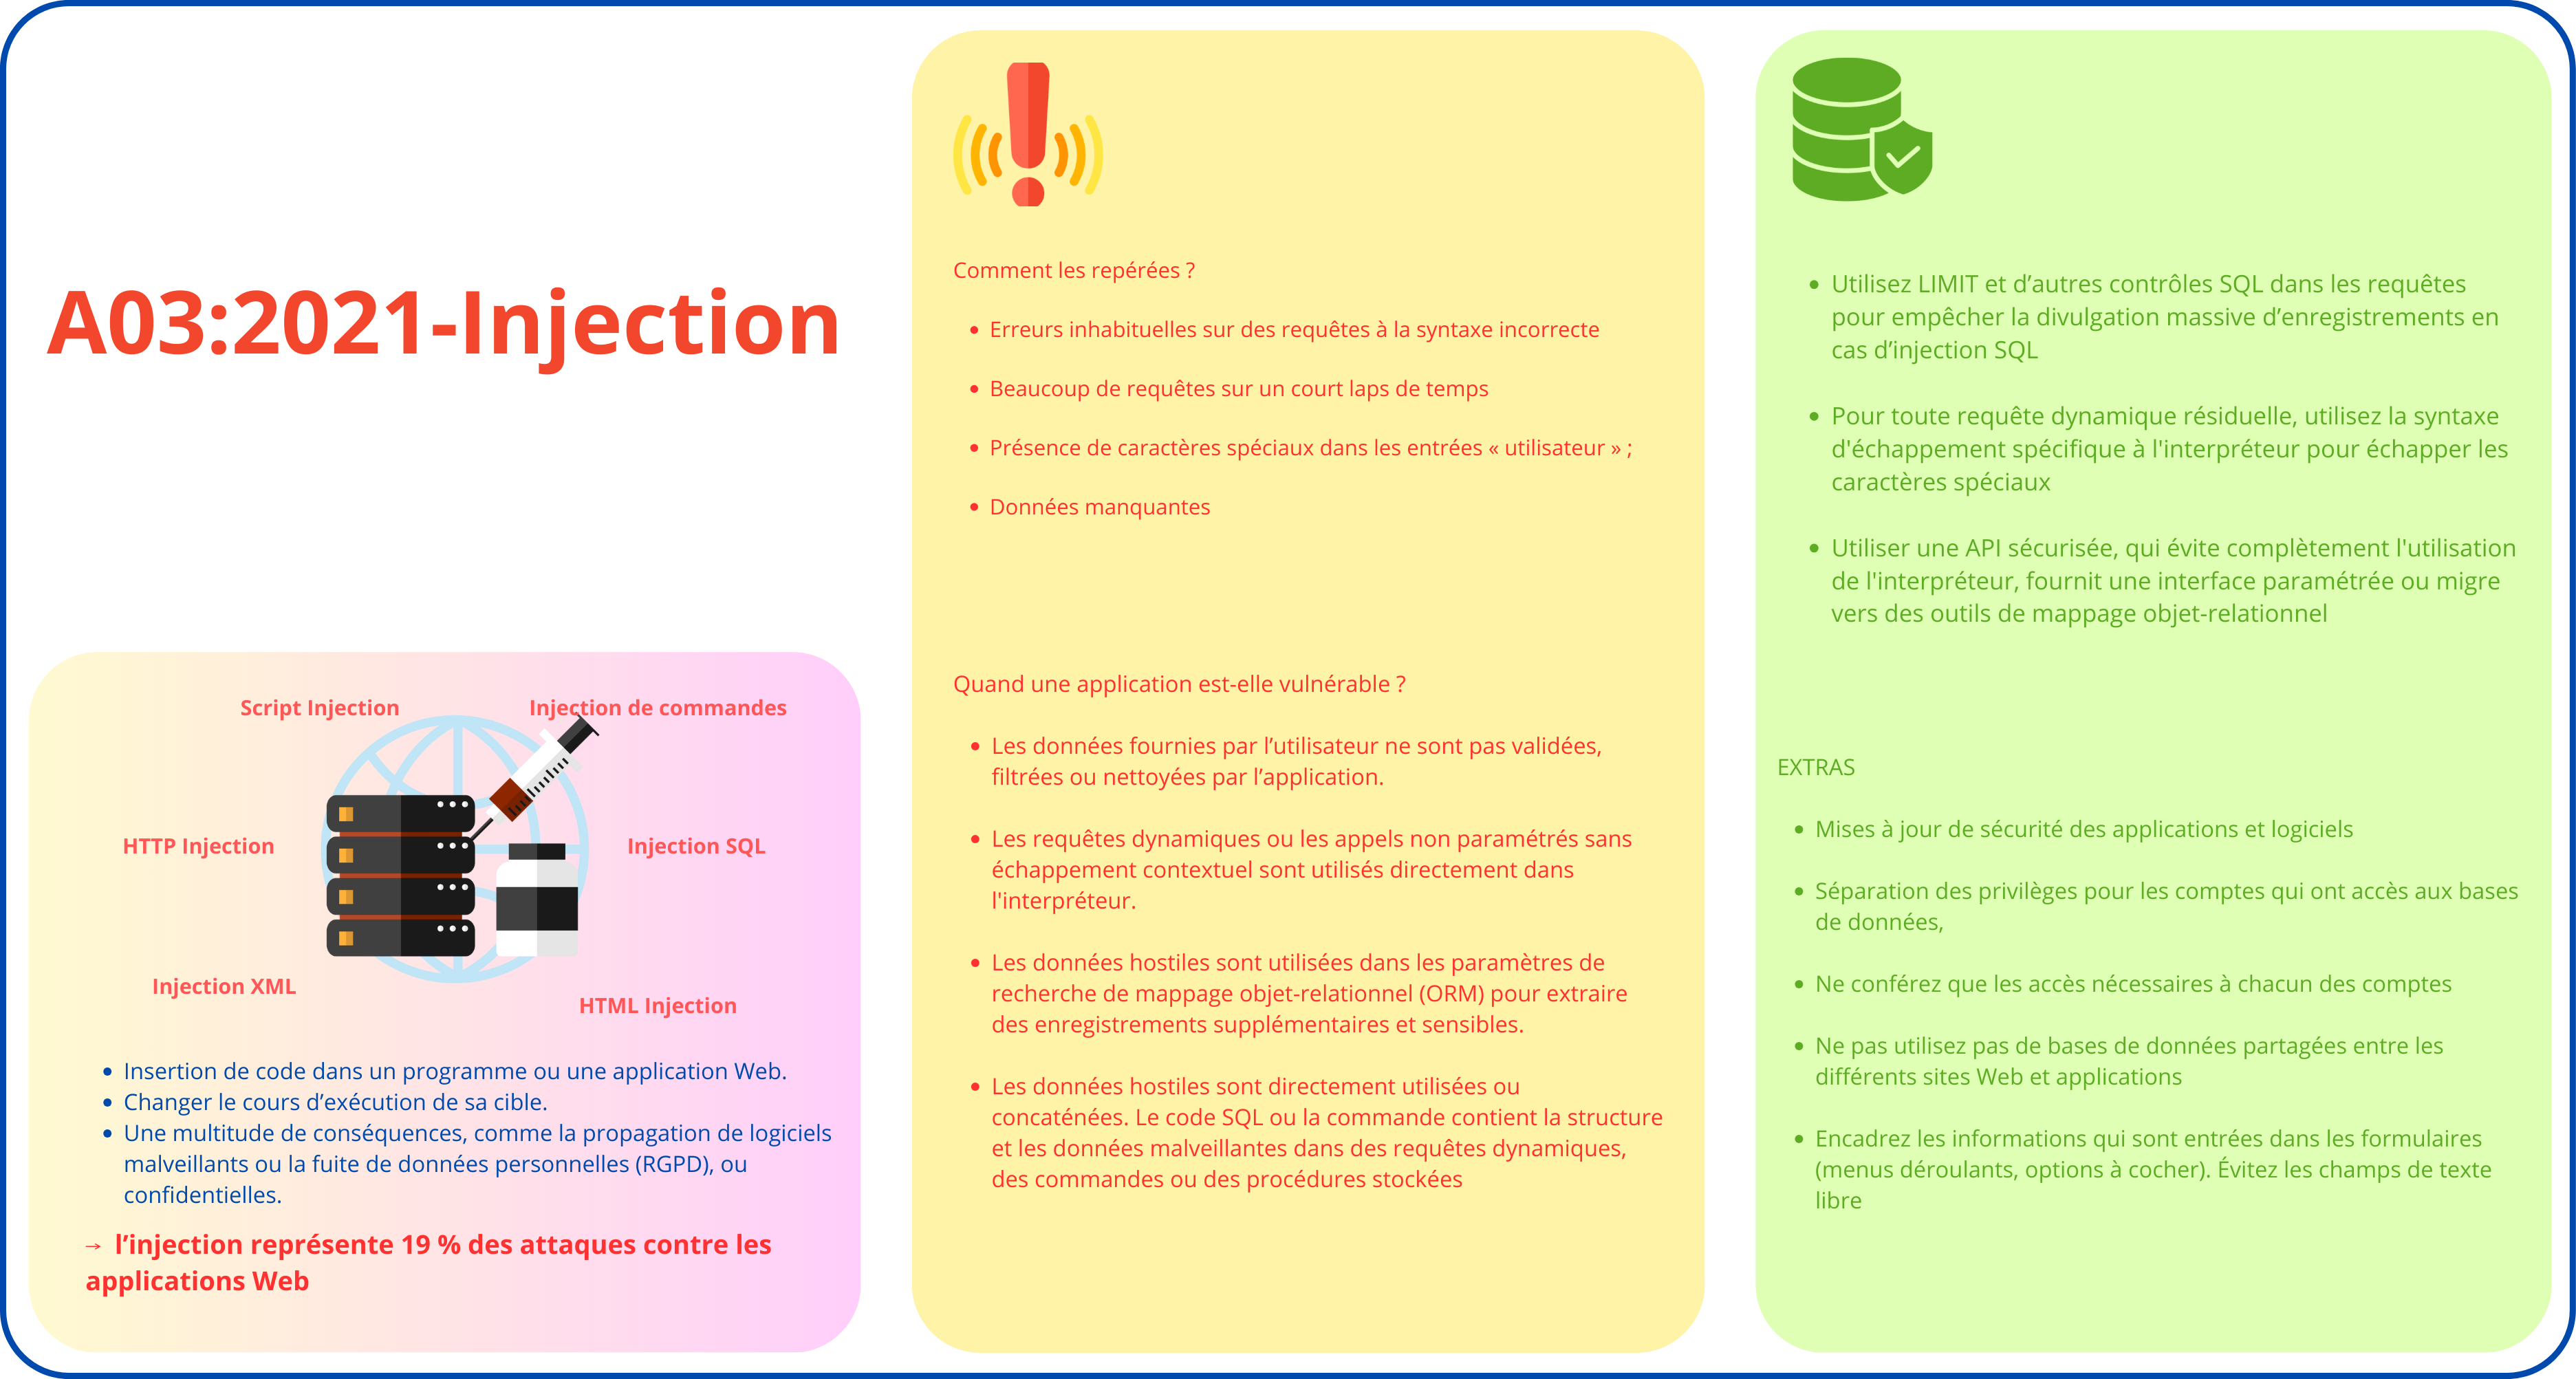 A03:2021-Injection
Script Injection
Injection de commandes
HTTP Injection
Injection SQL
Injection XML
HTML Injection
• Insertion de code dans un programme ou une application Web.
• Changer le cours d’exécution de sa cible.
• Une multitude de conséquences, comme la propagation de logiciels
malveillants ou la fuite de données personnelles (RGPD), ou
confidentielles.
→ l’injection représente 19 % des attaques contre les
applications Web
Comment les repérées ?
• Erreurs inhabituelles sur des requêtes à la syntaxe incorrecte
• Beaucoup de requêtes sur un court laps de temps
• Présence de caractères spéciaux dans les entrées « utilisateur » ;
• Données manquantes
Quand une application est-elle vulnérable ?
• Les données fournies par l’utilisateur ne sont pas validées,
filtrées ou nettoyées par l’application.
• Les requêtes dynamiques ou les appels non paramétrés sans
échappement contextuel sont utilisés directement dans
l'interpréteur.
• Les données hostiles sont utilisées dans les paramètres de
recherche de mappage objet-relationnel (ORM) pour extraire
des enregistrements supplémentaires et sensibles.
• Les données hostiles sont directement utilisées ou
concaténées. Le code SQL ou la commande contient la structure
et les données malveillantes dans des requêtes dynamiques,
des commandes ou des procédures stockées
• Utilisez LIMIT et d’autres contrôles SQL dans les requêtes
pour empêcher la divulgation massive d’enregistrements en
cas d’injection SQL
• Pour toute requête dynamique résiduelle, utilisez la syntaxe
d'échappement spécifique à l'interpréteur pour échapper les
caractères spéciaux
• Utiliser une API sécurisée, qui évite complètement l'utilisation
de l'interpréteur, fournit une interface paramétrée ou migre
vers des outils de mappage objet-relationnel
EXTRAS
• Mises à jour de sécurité des applications et logiciels
• Séparation des privilèges pour les comptes qui ont accès aux bases
de données,
• Ne conférez que les accès nécessaires à chacun des comptes
• Ne pas utilisez pas de bases de données partagées entre les
différents sites Web et applications
• Encadrez les informations qui sont entrées dans les formulaires
(menus déroulants, options à cocher). Évitez les champs de texte
libre